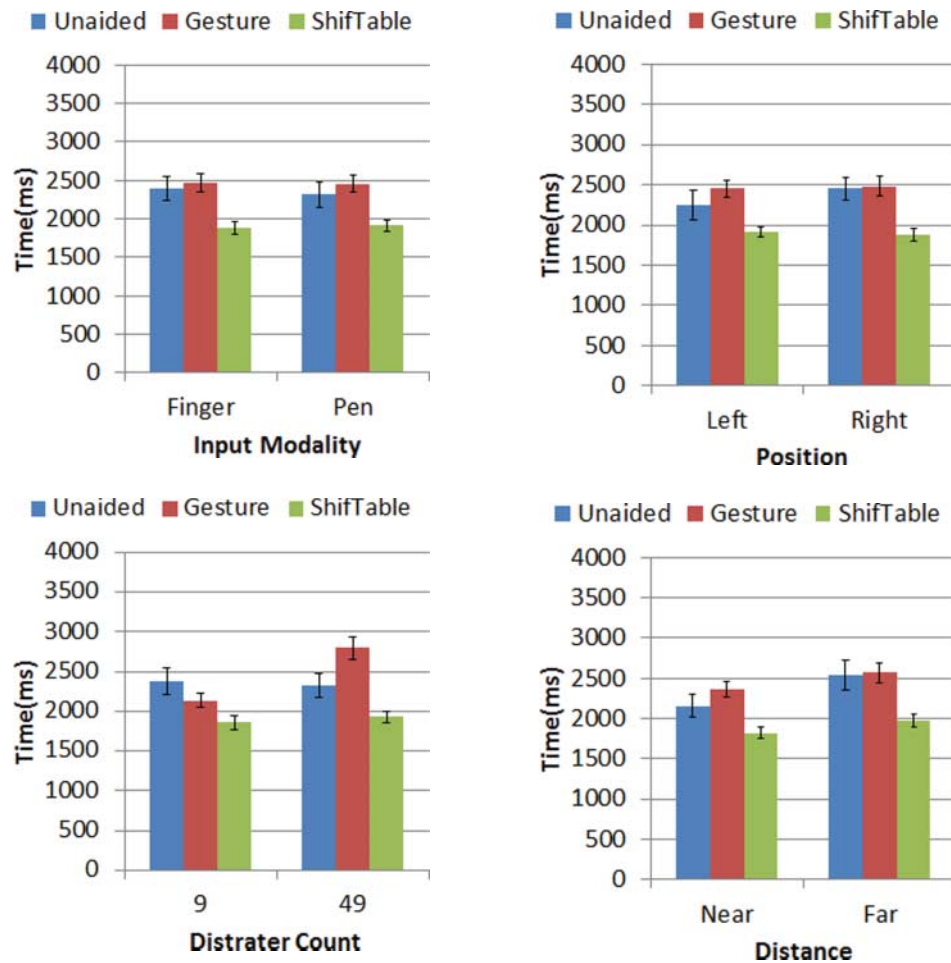 Unaided Gesture ShifTable
4000
3500
3000
2500
2000
1500
1000
500
0
Time(ms)
Finger Pen
Input Modality
Unaided Gesture ShifTable
4000
3500
3000
2500
2000
1500
1000
500
0
Time(ms)
Left Right
Position
Unaided Gesture ShifTable
4000
3500
3000
2500
2000
1500
1000
500
0
Time(ms)
9 49
Distrater Count
Unaided Gesture ShifTable
4000
3500
3000
2500
2000
1500
1000
500
0
Time(ms)
Near Far
Distance